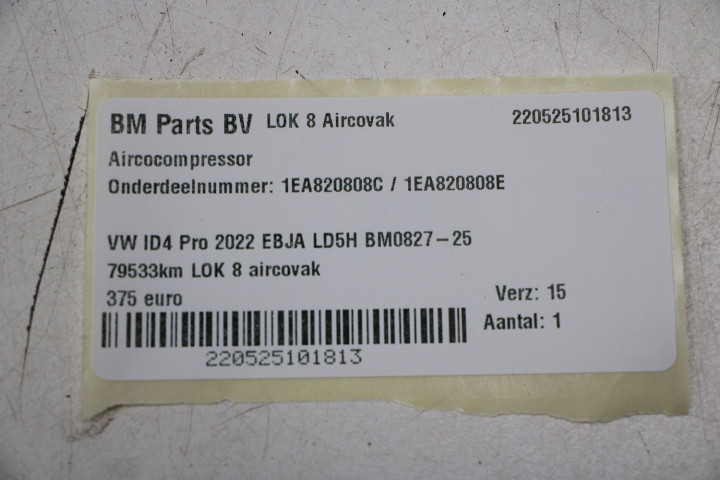 BM Parts BV LOK 8 Aircovak 220525101813
Aircocompressor
Onderdeelnummer: 1EA820808C / 1EA820808E
VW ID4 Pro 2022 EBJA LD5H BM0827-25
79533km LOK 8 aircovak
375 euro Verz: 15
Aantal: 1
220525101813